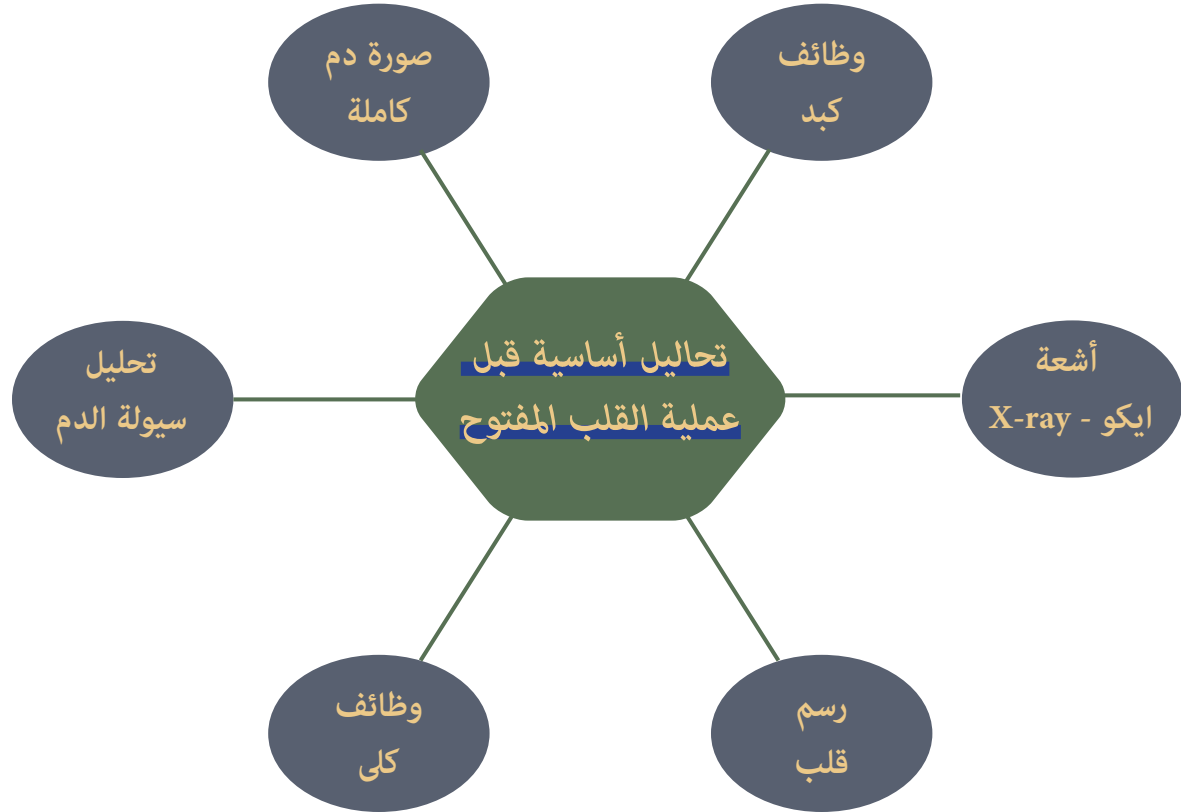 وظائف
كبد
صورة دم
كاملة
تحاليل أساسية قبل
عملية القلب المفتوح
أشعة
ايكو - X-ray
تحليل
سيولة الدم
رسم
قلب
وظائف
كلى